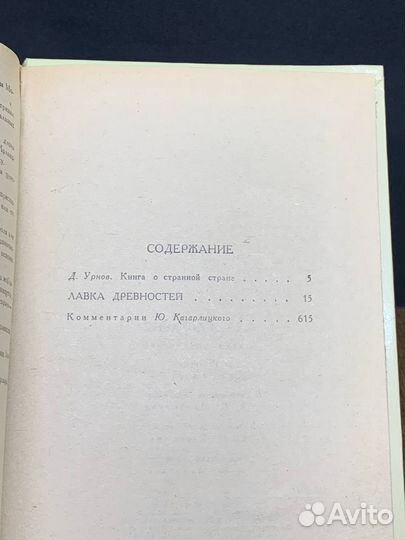 СОДЕРЖАНИЕ
Д. Урнов. Книга о странной стране . . . . . 5
ЛАВКА ДРЕВНОСТЕЙ . . . . . . . . . 15
Комментарии Ю. Кагарлицкого . . . . . . 615
Avito